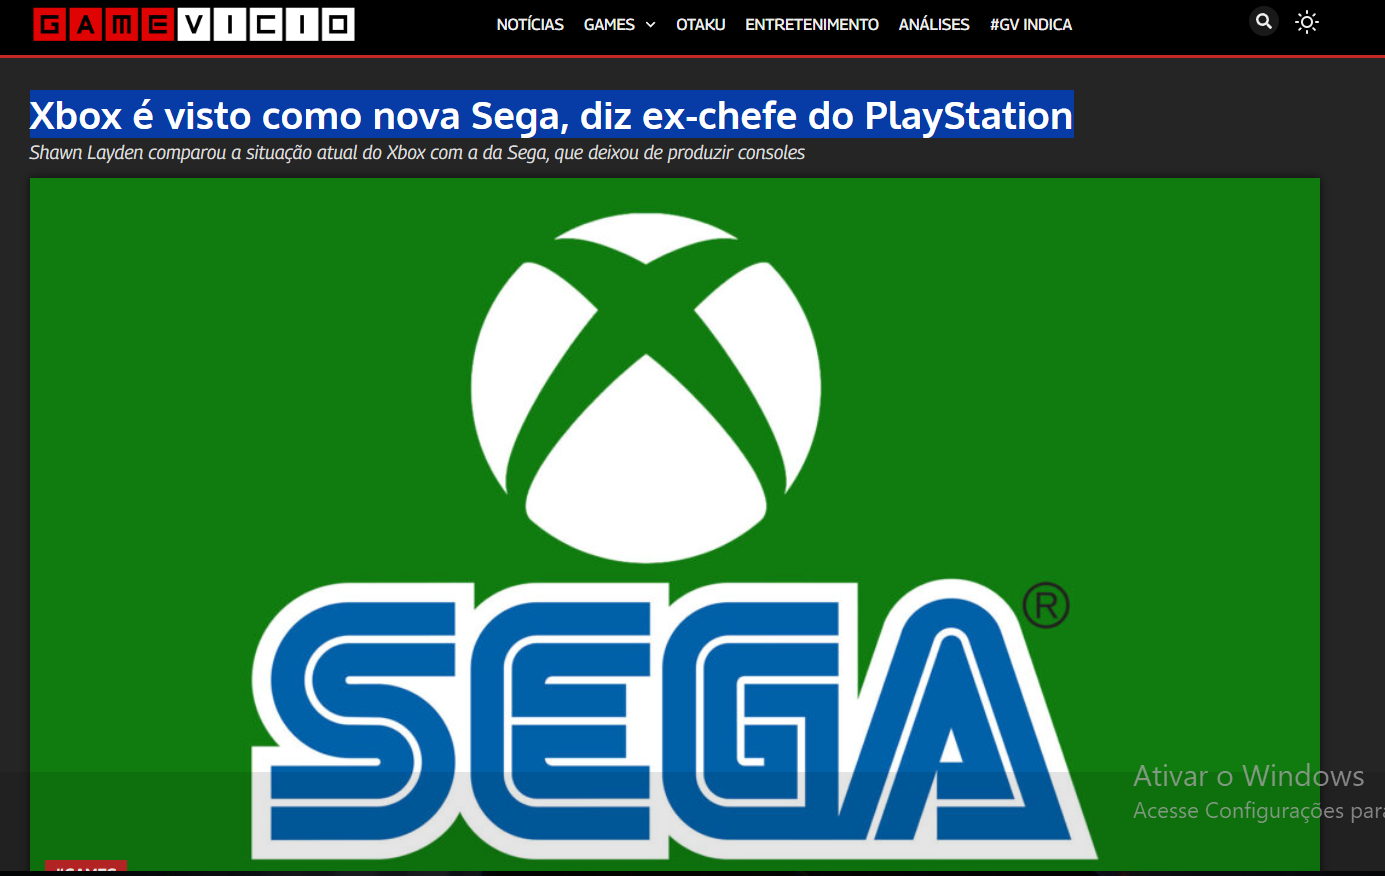 GAMEVICIO
NOTÍCIAS GAMES OTAKU ENTRETENIMENTO ANÁLISES #GV INDICA
Xbox é visto como nova Sega, diz ex-chefe do PlayStation
Shawn Layden comparou a situação atual do Xbox com a da Sega, que deixou de produzir consoles
SEGA®
Ativar o Windows
Acesse Configurações para
#GAMES